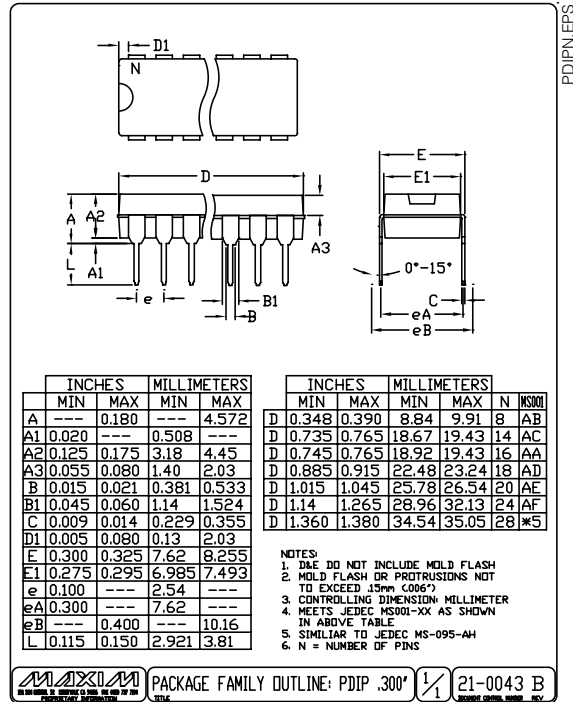 PDIPN.EPS
D1
N
D
E
E1
A
A2
A3
L
A1
0°-15°
e
B1
B
C
eA
eB
INCHES MILLIMETERS
MIN MAX MIN MAX
A --- 0.180 --- 4.572
A1 0.020 --- 0.508 ---
A2 0.125 0.175 3.18 4.45
A3 0.055 0.080 1.40 2.03
B 0.015 0.021 0.381 0.533
B1 0.045 0.060 1.14 1.524
C 0.009 0.014 0.229 0.355
D1 0.005 0.080 0.13 2.03
E 0.300 0.325 7.62 8.255
E1 0.275 0.295 6.985 7.493
e 0.100 --- 2.54 ---
eA 0.300 --- 7.62 ---
eB --- 0.400 --- 10.16
L 0.115 0.150 2.921 3.81
INCHES MILLIMETERS
MIN MAX MIN MAX N MS001
D 0.348 0.390 8.84 9.91 8 AB
D 0.735 0.765 18.67 19.43 14 AC
D 0.745 0.765 18.92 19.43 16 AA
D 0.885 0.915 22.48 23.24 18 AD
D 1.015 1.045 25.78 26.54 20 AE
D 1.14 1.265 28.96 32.13 24 AF
D 1.360 1.380 34.54 35.05 28 *5
NOTES:
1. D&E DO NOT INCLUDE MOLD FLASH
2. MOLD FLASH OR PROTRUSIONS NOT
TO EXCEED .15mm (.006")
3. CONTROLLING DIMENSION: MILLIMETER
4. MEETS JEDEC MS001-XX AS SHOWN
IN ABOVE TABLE
5. SIMILIAR TO JEDEC MS-095-AH
6. N = NUMBER OF PINS
MAXIM
PROPRIETARY INFORMATION
PACKAGE FAMILY OUTLINE: PDIP .300"
TITLE
1/1
21-0043 B
DOCUMENT CONTROL NUMBER REV